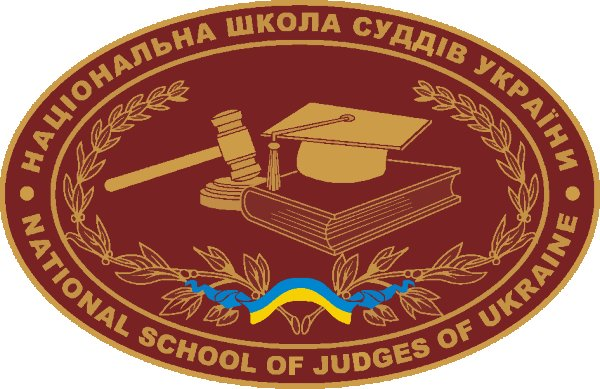 НАЦІОНАЛЬНА ШКОЛА СУДДІВ УКРАЇНИ
NATIONAL SCHOOL OF JUDGES OF UKRAINE